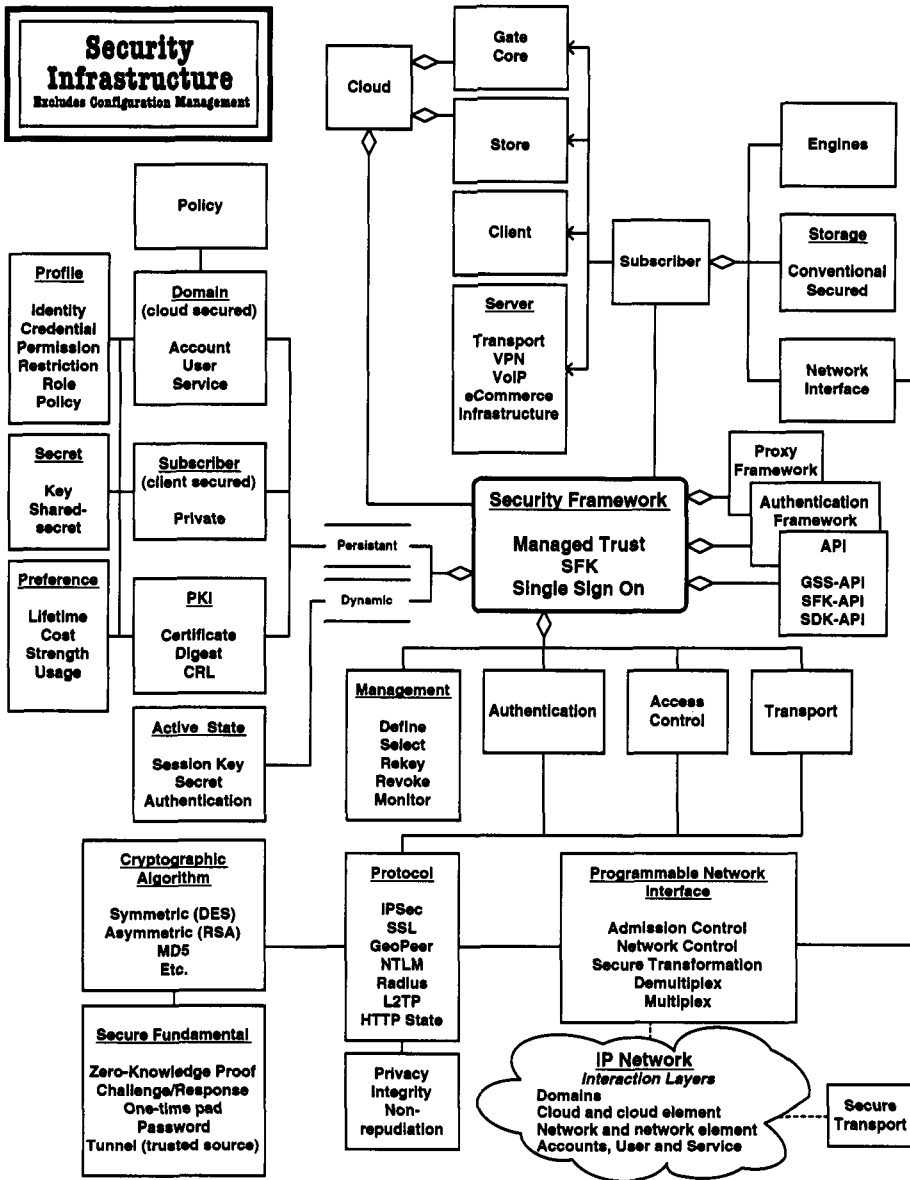 Security
Infrastructure
Excludes Configuration Management
Cloud
Gate
Core
Store
Client
Server
Transport
VPN
VoIP
eCommerce
Infrastructure
Subscriber
Engines
Storage
Conventional
Secured
Network
Interface
Policy
Profile
Identity
Credential
Permission
Restriction
Role
Policy
Domain
(cloud secured)
Account
User
Service
Secret
Key
Shared-
secret
Subscriber
(client secured)
Private
Preference
Lifetime
Cost
Strength
Usage
PKI
Certificate
Digest
CRL
Active State
Session Key
Secret
Authentication
Persistant
Dynamic
Security Framework
Managed Trust
SFK
Single Sign On
Proxy
Framework
Authentication
Framework
API
GSS-API
SFK-API
SDK-API
Management
Define
Select
Rekey
Revoke
Monitor
Authentication
Access
Control
Transport
Cryptographic
Algorithm
Symmetric (DES)
Asymmetric (RSA)
MD5
Etc.
Protocol
IPSec
SSL
GeoPeer
NTLM
Radius
L2TP
HTTP State
Programmable Network
Interface
Admission Control
Network Control
Secure Transformation
Demultiplex
Multiplex
Secure Fundamental
Zero-Knowledge Proof
Challenge/Response
One-time pad
Password
Tunnel (trusted source)
Privacy
Integrity
Non-
repudiation
IP Network
Interaction Layers
Domains
Cloud and cloud element
Network and network element
Accounts, User and Service
Secure
Transport